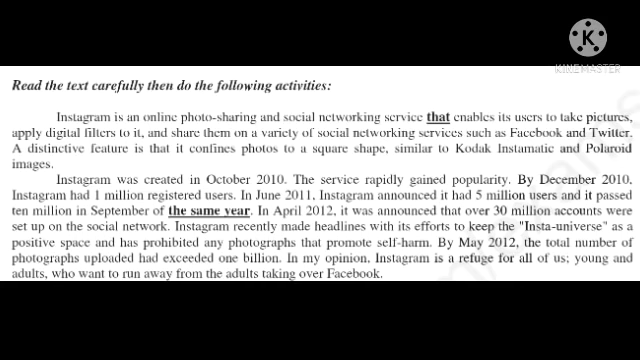 K
KINEMASTER
Read the text carefully then do the following activities:
Instagram is an online photo-sharing and social networking service that enables its users to take pictures,
apply digital filters to it, and share them on a variety of social networking services such as Facebook and Twitter.
A distinctive feature is that it confines photos to a square shape, similar to Kodak Instamatic and Polaroid
images.
Instagram was created in October 2010. The service rapidly gained popularity. By December 2010,
Instagram had 1 million registered users. In June 2011, Instagram announced it had 5 million users and it passed
ten million in September of the same year. In April 2012, it was announced that over 30 million accounts were
set up on the social network. Instagram recently made headlines with its efforts to keep the "Insta-universe" as a
positive space and has prohibited any photographs that promote self-harm. By May 2012, the total number of
photographs uploaded had exceeded one billion. In my opinion, Instagram is a refuge for all of us; young and
adults, who want to run away from the adults taking over Facebook.